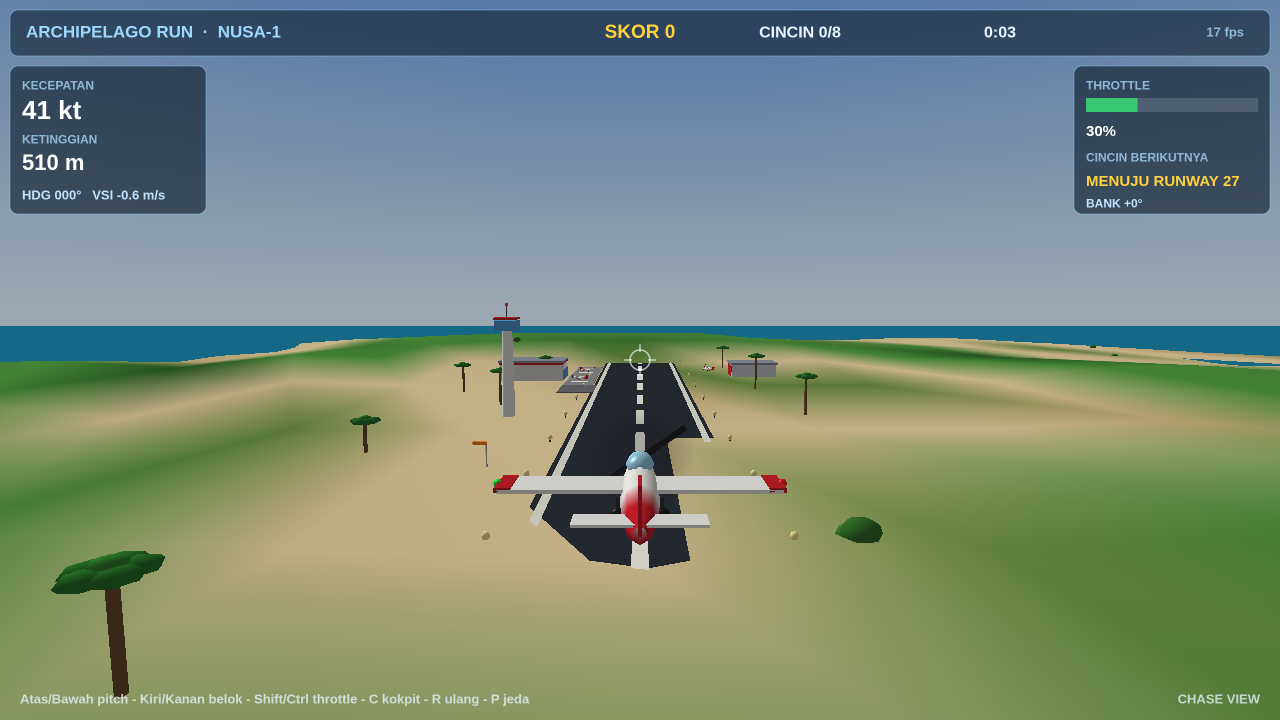 ARCHIPELAGO RUN · NUSA-1
SKOR 0
CINCIN 0/8
0:03
17 fps
KECEPATAN
41 kt
KETINGGIAN
510 m
HDG 000° VSI -0.6 m/s
THROTTLE
30%
CINCIN BERIKUTNYA
MENUJU RUNWAY 27
BANK +0°
Atas/Bawah pitch - Kiri/Kanan belok - Shift/Ctrl throttle - C kokpit - R ulang - P jeda
CHASE VIEW